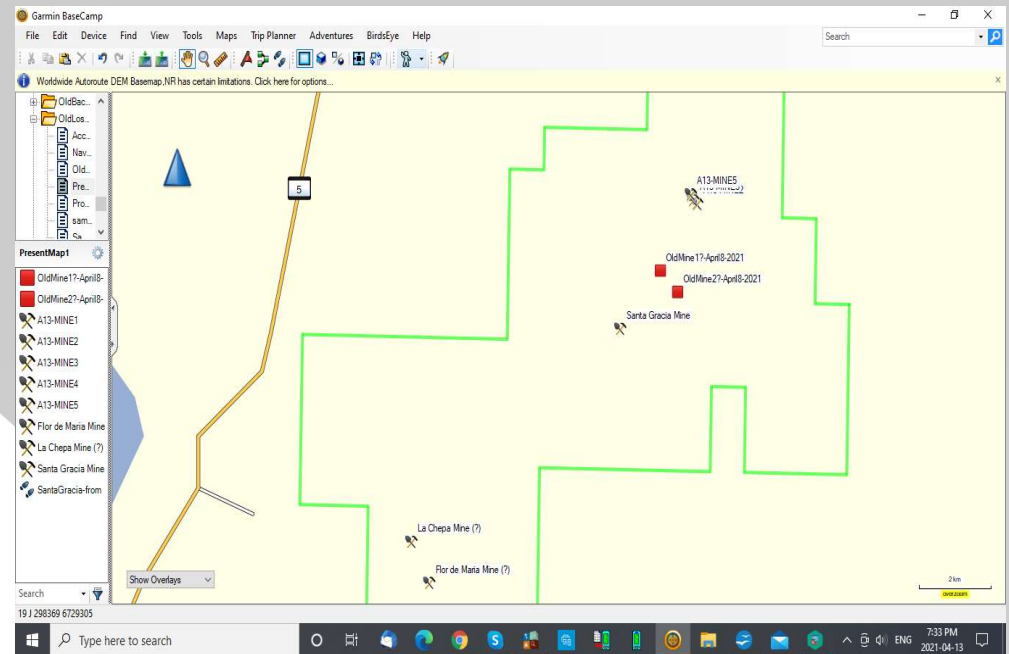 Garmin BaseCamp
File Edit Device Find View Tools Maps Trip Planner Adventures BirdsEye Help
Search
Worldwide Autoroute DEM Basemap,NR has certain limitations. Click here for options...
OldBac..
OldLos..
Acc..
Nav..
Old..
Pre..
Pro..
sam..
PresentMap1
OldMine1?-April8-
OldMine2?-April8-
A13-MINE1
A13-MINE2
A13-MINE3
A13-MINE4
A13-MINE5
Flor de Maria Mine
La Chepa Mine (?)
Santa Gracia Mine
SantaGracia-from
Search
5
A13-MINE5
OldMine1?-April8-2021
OldMine2?-April8-2021
Santa Gracia Mine
La Chepa Mine (?)
Flor de Maria Mine (?)
Show Overlays
2 km
overzoom
19 J 298369 6729305
Type here to search
ENG
7:33 PM
2021-04-13